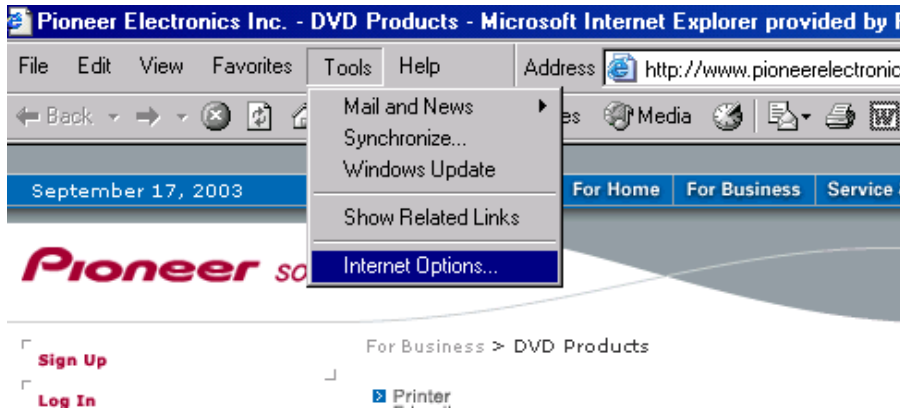 Pioneer Electronics Inc. - DVD Products - Microsoft Internet Explorer provided by
File Edit View Favorites Tools Help Address http://www.pioneerelectronic
Back Media
Mail and News
Synchronize...
Windows Update
Show Related Links
Internet Options...
September 17, 2003 For Home For Business Service
Pioneer so
For Business > DVD Products
Sign Up
Printer
Log In